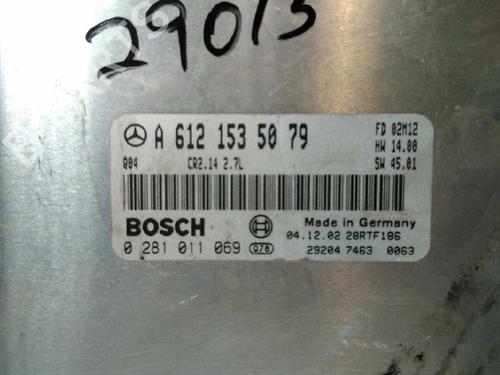 29013
A 612 153 50 79
FD 02M12
HW 14.00
Q04 CR2.14 2.7L
SW 45.01
BOSCH
Made in Germany
0 281 011 069 Q78
04.12.02 28RTF186
29204 7463 0063